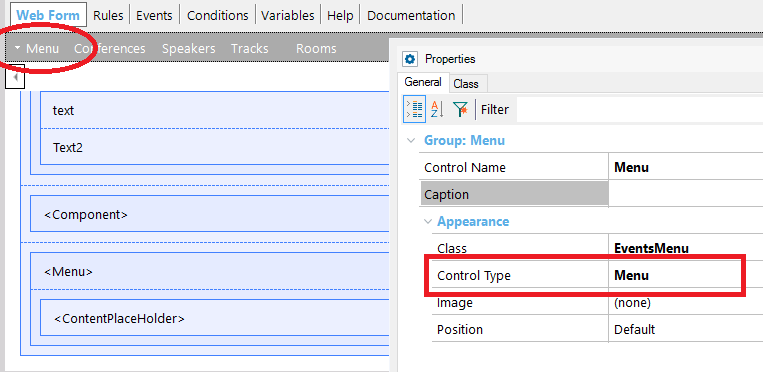 Web Form Rules Events Conditions Variables Help Documentation
Menu Conferences Speakers Tracks Rooms
text
Text2
<Component>
<Menu>
<ContentPlaceHolder>
Properties
General Class
A Z Filter
Group: Menu
Control Name Menu
Caption
Appearance
Class EventsMenu
Control Type Menu
Image (none)
Position Default